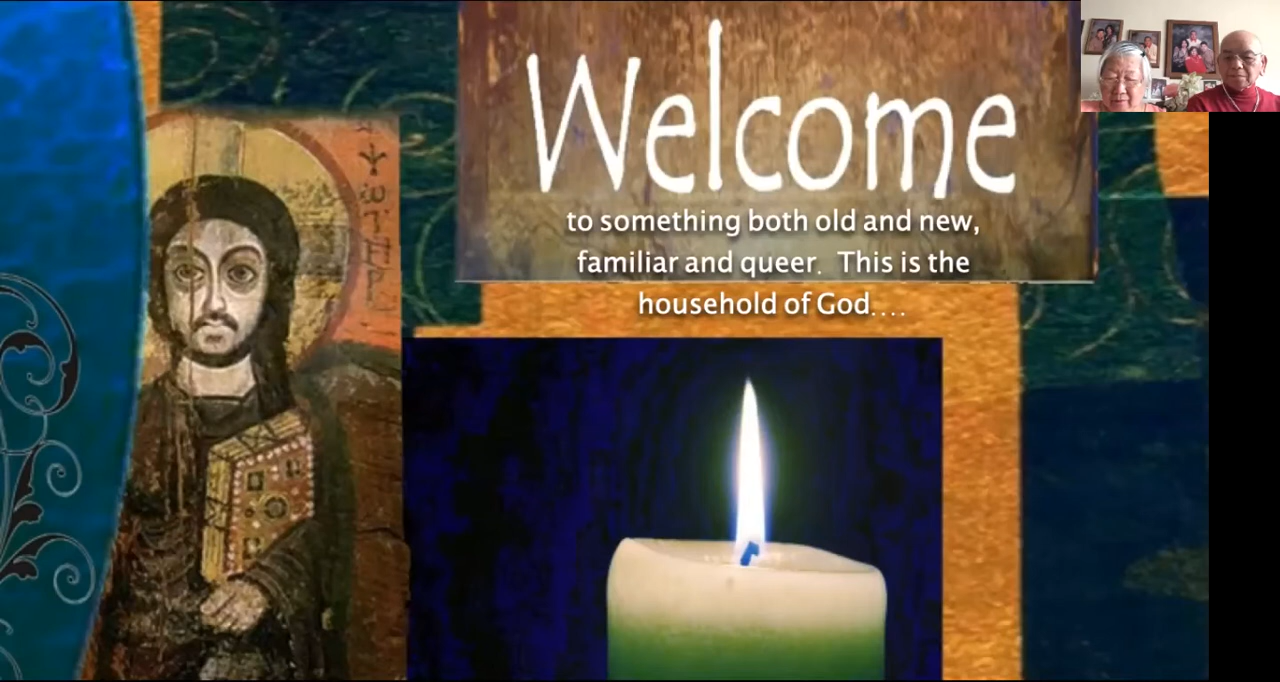 Welcome
to something both old and new,
familiar and queer.  This is the
household of God....